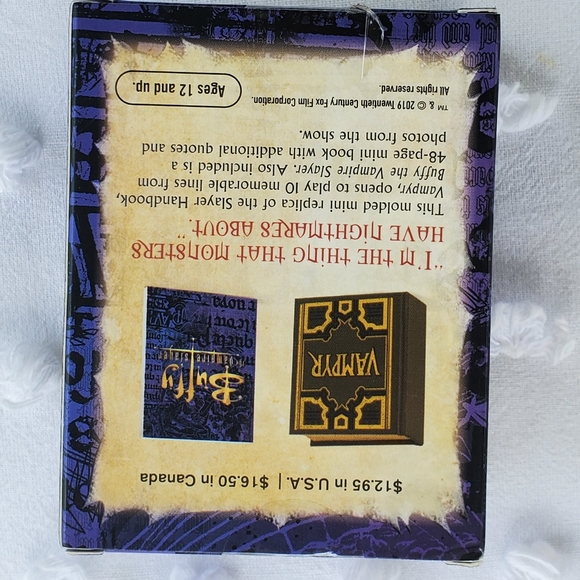 $12.95 in U.S.A. | $16.50 in Canada
VAMPYR
Buffy
the vampire slayer
"I'M THE THING THAT MONSTERS
HAVE NIGHTMARES ABOUT."
This molded mini replica of the Slayer Handbook,
Vampyr, opens to play 10 memorable lines from
Buffy the Vampire Slayer. Also included is a
48-page mini book with additional quotes and
photos from the show.
™ & © 2019 Twentieth Century Fox Film Corporation.
All rights reserved.
Ages 12 and up.